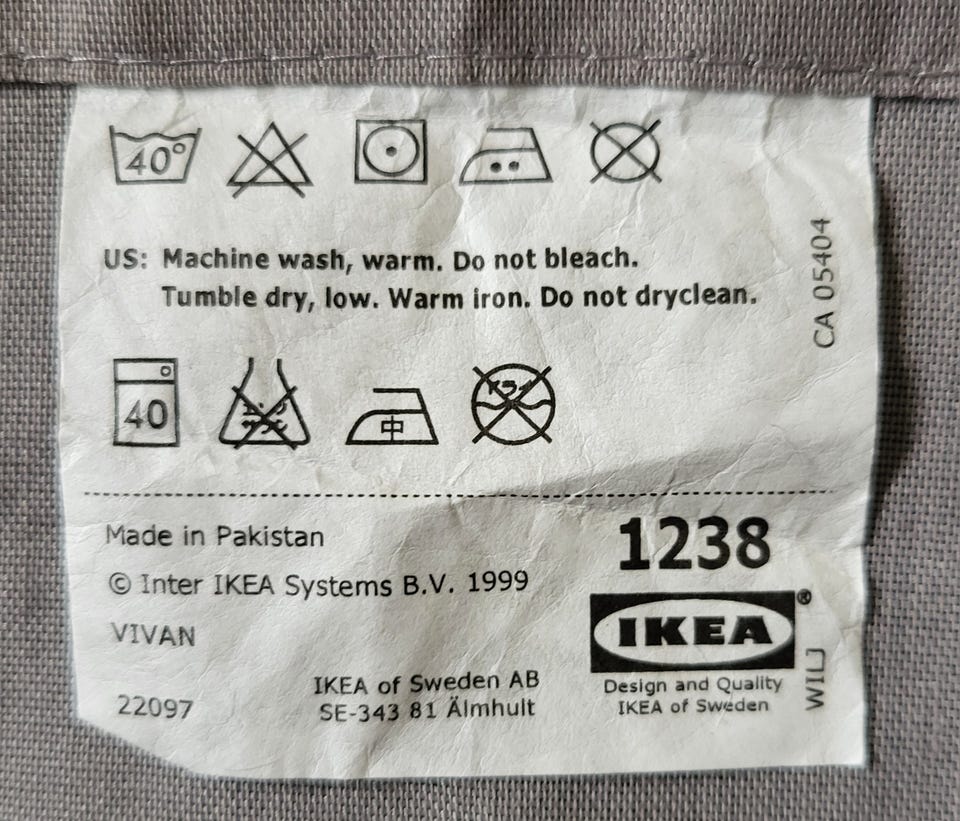 40°
US: Machine wash, warm. Do not bleach.
Tumble dry, low. Warm iron. Do not dryclean.
CA 05404
40
中
Made in Pakistan
© Inter IKEA Systems B.V. 1999
VIVAN
22097
IKEA of Sweden AB
SE-343 81 Älmhult
1238
IKEA®
Design and Quality
IKEA of Sweden
WILJ